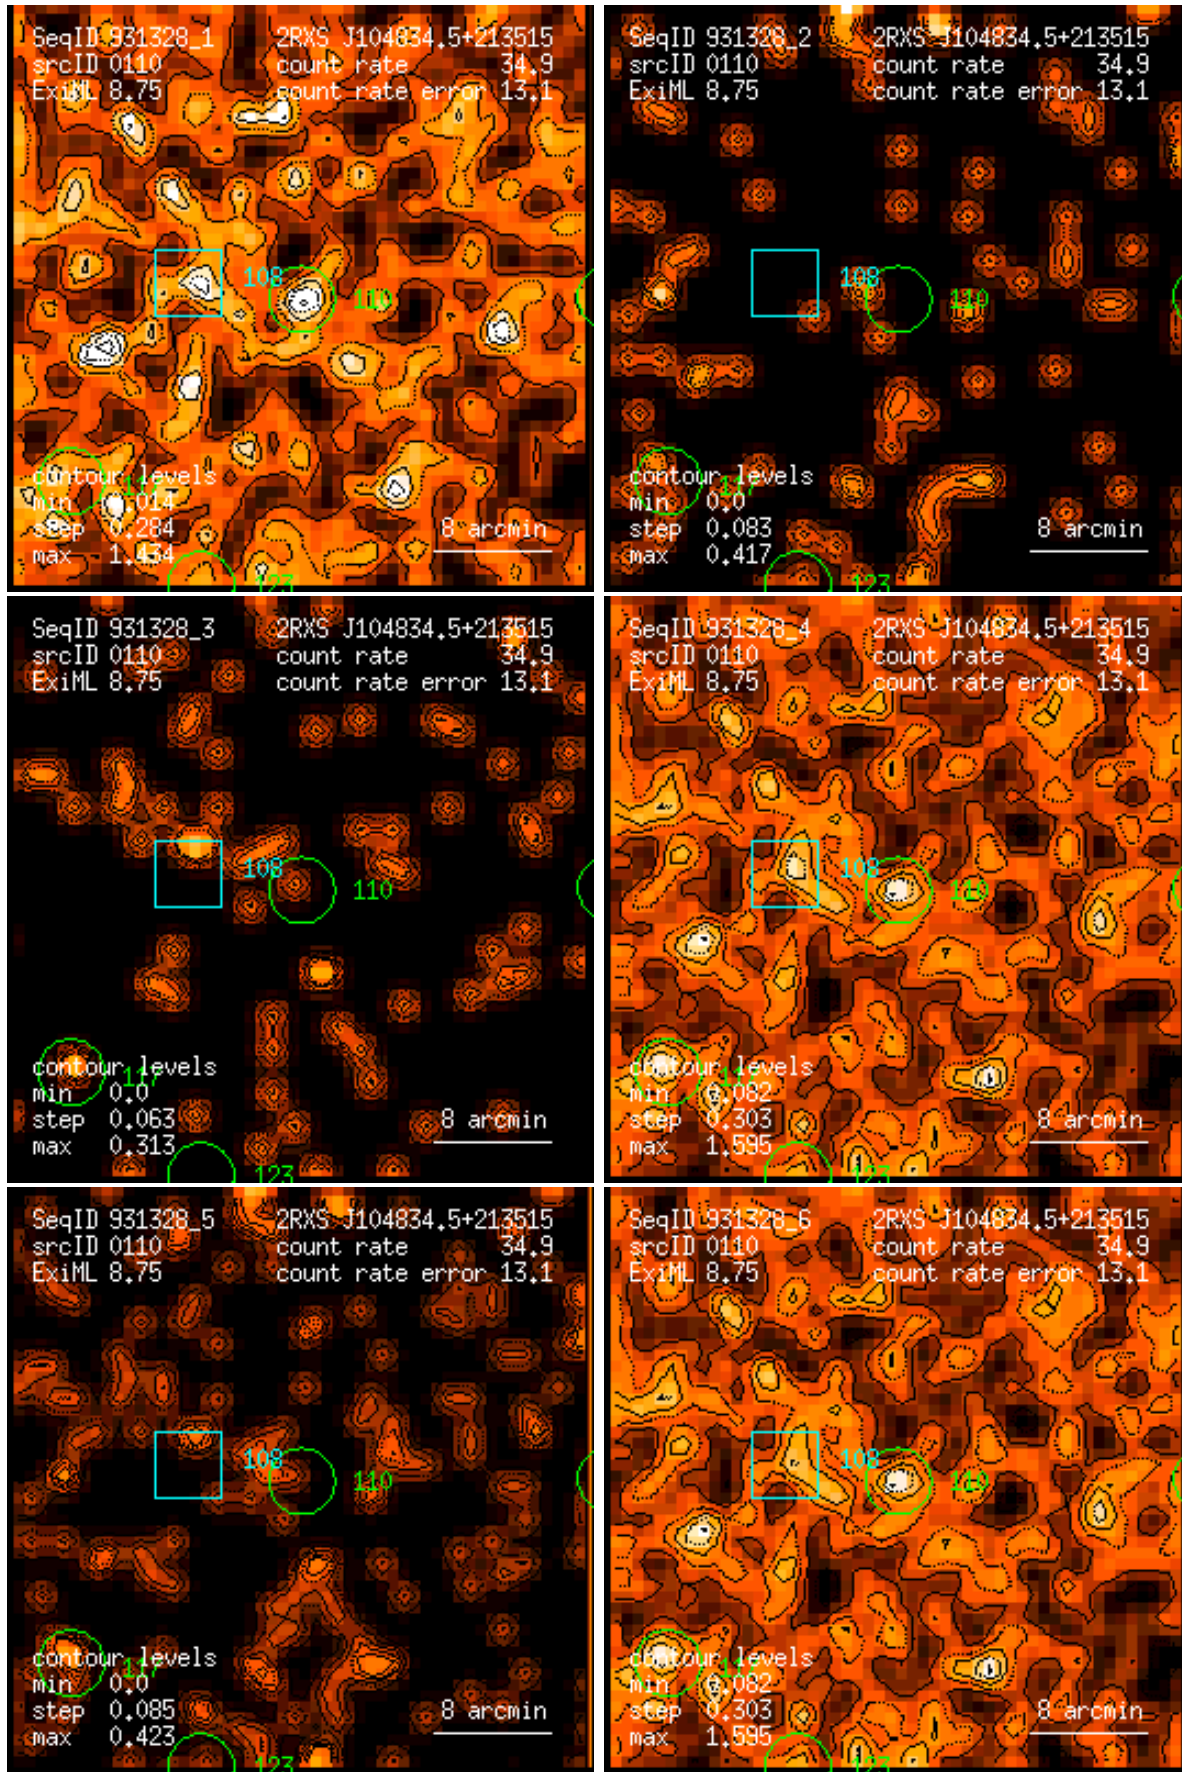 SeqID 931328_1 2RXS J104834.5+213515
srcID 0110 count rate 34.9
ExiML 8.75 count rate error 13.1
108
110
contour levels
min 0.014
step 0.284
max 1.434
8 arcmin
123
SeqID 931328_2 2RXS J104834.5+213515
srcID 0110 count rate 34.9
ExiML 8.75 count rate error 13.1
108
110
contour levels
117
min 0.0
step 0.083
max 0.417
8 arcmin
123
SeqID 931328_3 2RXS J104834.5+213515
srcID 0110 count rate 34.9
ExiML 8.75 count rate error 13.1
108
110
contour levels
117
min 0.0
step 0.063
max 0.313
8 arcmin
123
SeqID 931328_4 2RXS J104834.5+213515
srcID 0110 count rate 34.9
ExiML 8.75 count rate error 13.1
108
110
contour levels
min 0.082
step 0.303
max 1.595
8 arcmin
123
SeqID 931328_5 2RXS J104834.5+213515
srcID 0110 count rate 34.9
ExiML 8.75 count rate error 13.1
108
110
contour levels
117
min 0.0
step 0.085
max 0.423
8 arcmin
123
SeqID 931328_6 2RXS J104834.5+213515
srcID 0110 count rate 34.9
ExiML 8.75 count rate error 13.1
108
110
contour levels
min 0.082
step 0.303
max 1.595
8 arcmin
123